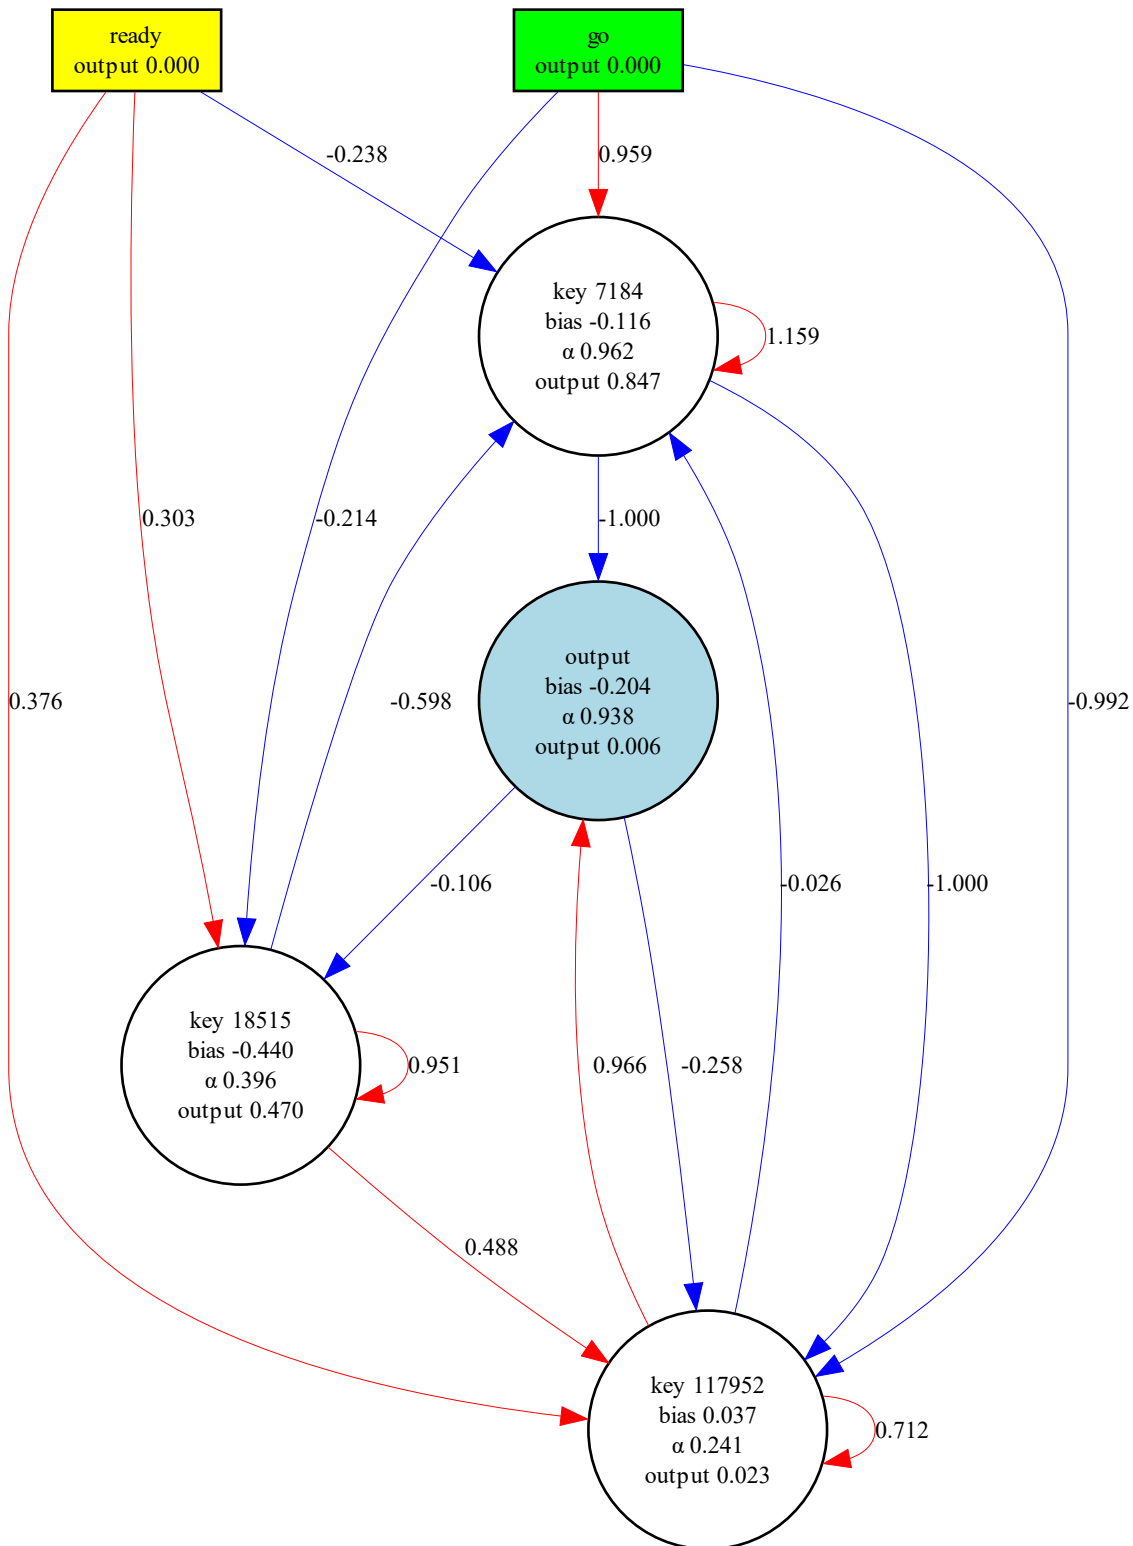 ready
output 0.000
go
output 0.000
-0.238
0.959
key 7184
bias -0.116
α 0.962
output 0.847
1.159
0.303
-0.214
-1.000
output
bias -0.204
α 0.938
output 0.006
0.376
-0.598
-0.992
-0.106
-0.026
-1.000
key 18515
bias -0.440
α 0.396
output 0.470
0.951
0.966
-0.258
0.488
key 117952
bias 0.037
α 0.241
output 0.023
0.712